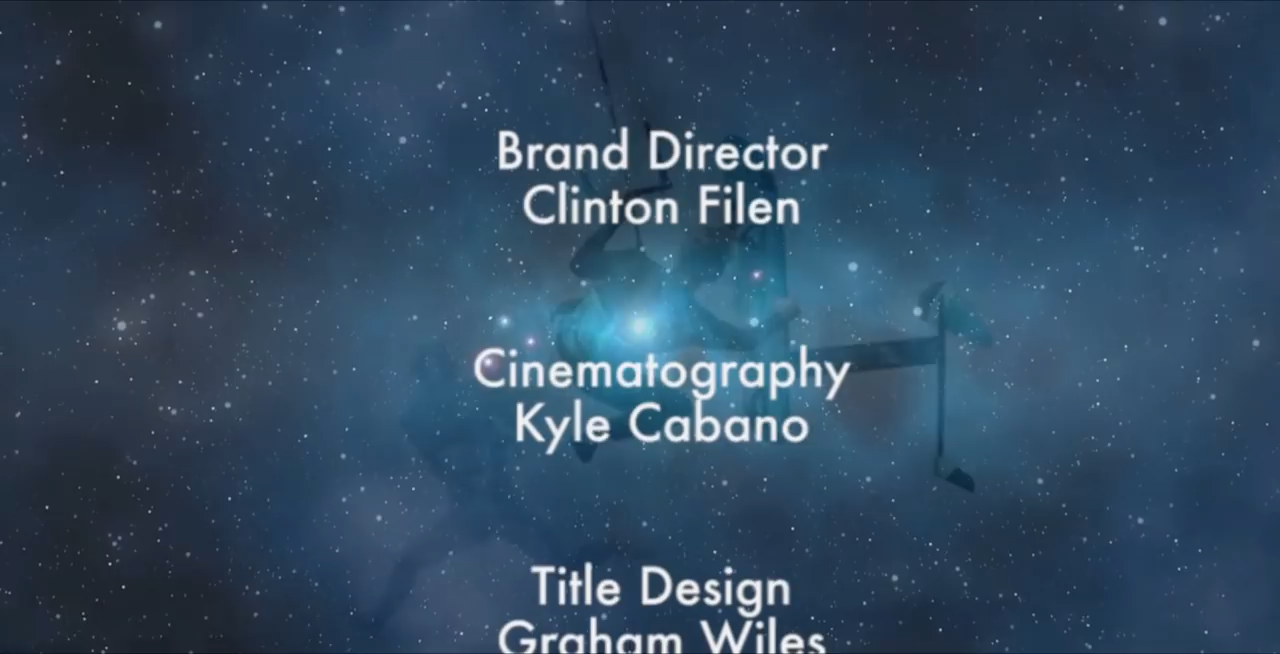 Brand Director
Clinton Filen
Cinematography
Kyle Cabano
Title Design
Graham Wiles